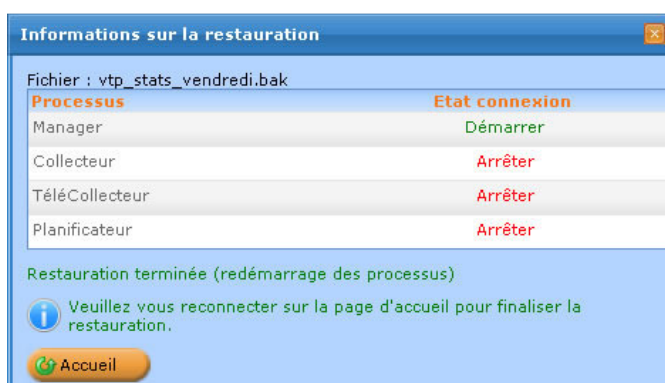 Informations sur la restauration
Fichier : vtp_stats_vendredi.bak
Processus Etat connexion
Manager Démarrer
Collecteur Arrêter
TéléCollecteur Arrêter
Planificateur Arrêter
Restauration terminée (redémarrage des processus)
Veuillez vous reconnecter sur la page d'accueil pour finaliser la
restauration.
Accueil